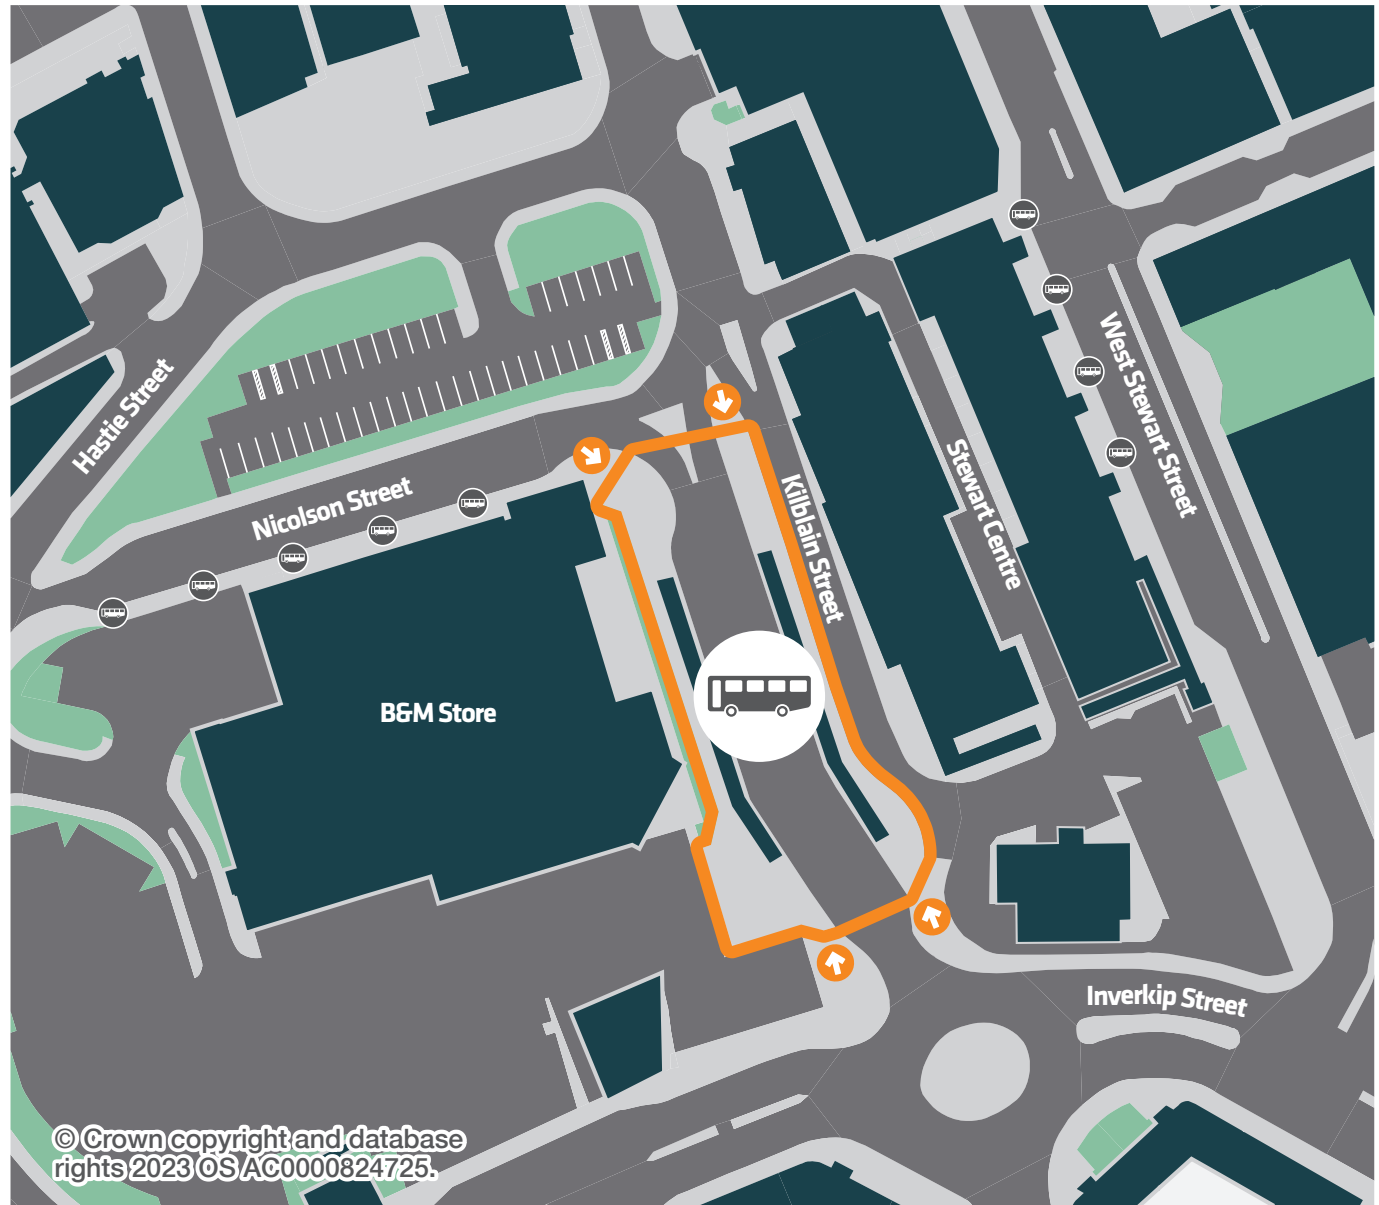 Hastie Street
Nicolson Street
West Stewart Street
Stewart Centre
Kilblain Street
B&M Store
Inverkip Street
© Crown copyright and database
rights 2023 OS AC0000824725.